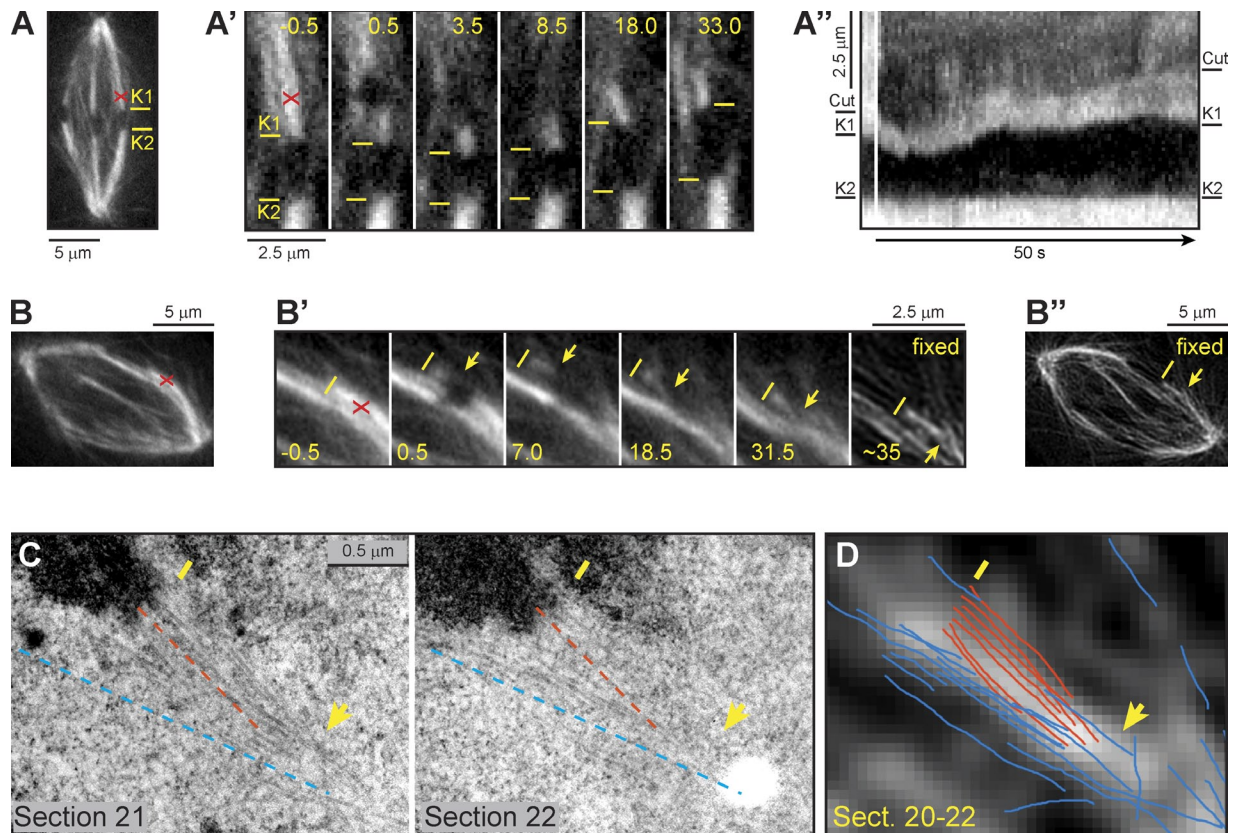 A
K1
K2
5 μm
A’
-0.5 0.5 3.5 8.5 18.0 33.0
K1
K2
2.5 μm
A’’
2.5 μm
Cut
K1
K2
Cut
K1
K2
50 s
B
5 μm
B’
2.5 μm
fixed
-0.5 0.5 7.0 18.5 31.5 ~35
B’’
5 μm
fixed
C
0.5 μm
Section 21
Section 22
D
Sect. 20-22